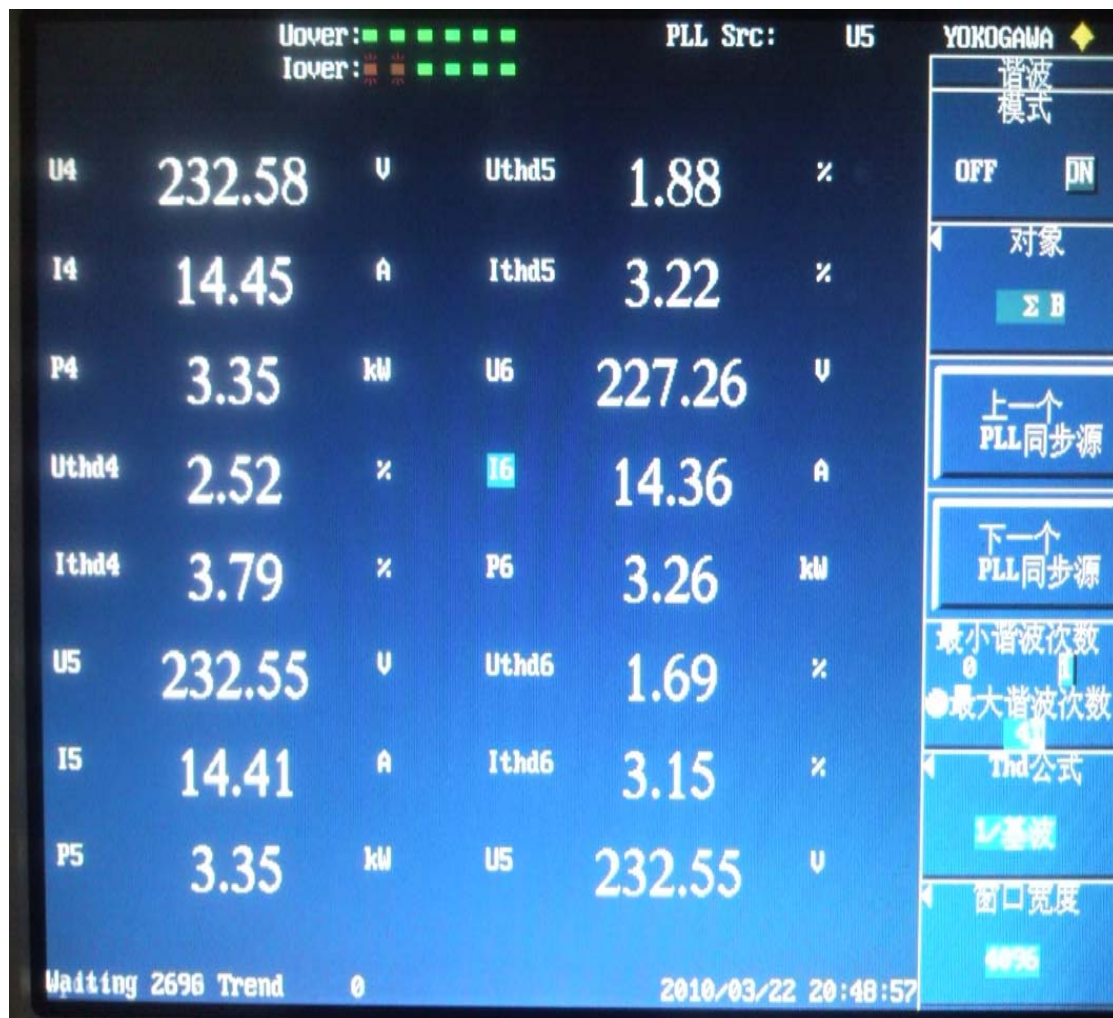 Uover: PLL Src: U5 YOKOGAWA
Iover:
谐波
模式
OFF ON
对象
Σ B
上一个
PLL同步源
下一个
PLL同步源
最小谐波次数
0 1
最大谐波次数
Thd公式
1/基波
窗口宽度
4096
U4 232.58 V Uthd5 1.88 %
I4 14.45 A Ithd5 3.22 %
P4 3.35 kW U6 227.26 V
Uthd4 2.52 % I6 14.36 A
Ithd4 3.79 % P6 3.26 kW
U5 232.55 V Uthd6 1.69 %
I5 14.41 A Ithd6 3.15 %
P5 3.35 kW U5 232.55 V
Waiting 2696 Trend 0 2010/03/22 20:48:57